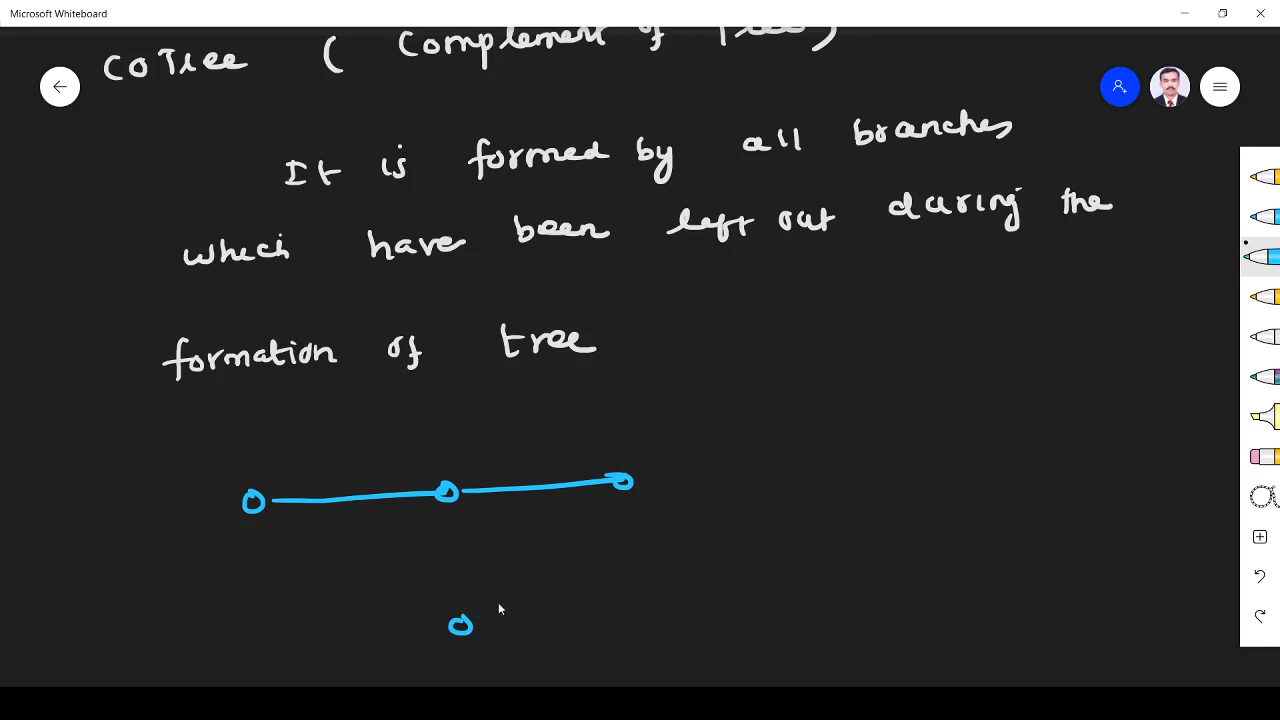 Microsoft Whiteboard
CoTree ( Complement of Tree)
It is formed by all branches
which have been left out during the
formation of tree